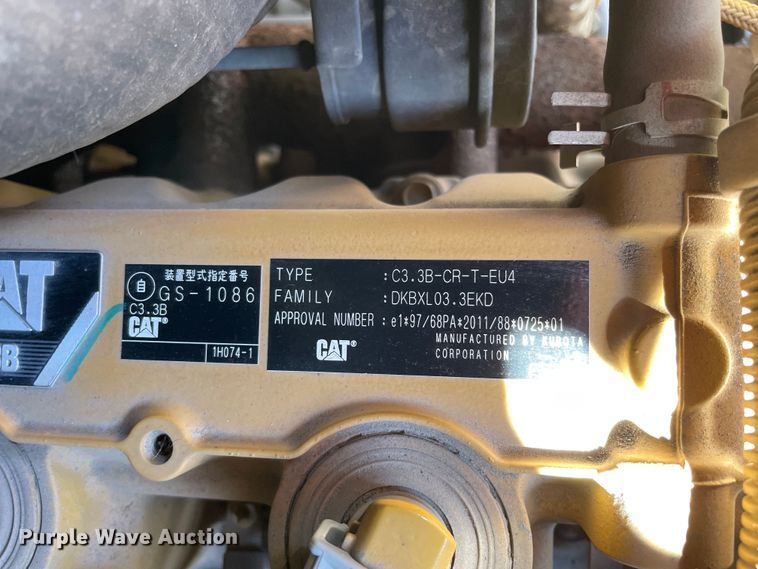 CAT
B
装置型式指定番号
自 GS-1086
C3.3B
CAT®
1H074-1
TYPE : C3.3B-CR-T-EU4
FAMILY : DKBXL03.3EKD
APPROVAL NUMBER : e1*97/68PA*2011/88*0725*01
CAT®
MANUFACTURED BY KUBOTA
CORPORATION
Purple Wave Auction